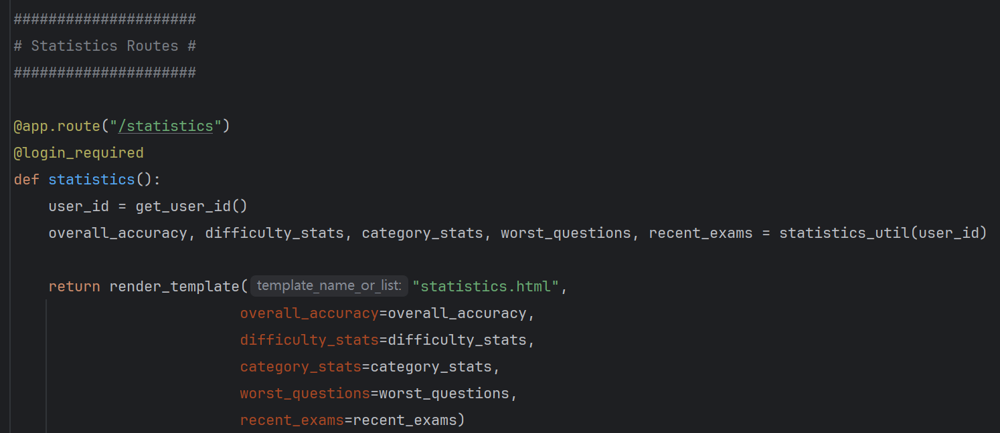 #####################
# Statistics Routes #
#####################
@app.route("/statistics")
@login_required
def statistics():
    user_id = get_user_id()
    overall_accuracy, difficulty_stats, category_stats, worst_questions, recent_exams = statistics_util(user_id)
    return render_template( template_name_or_list: "statistics.html",
                          overall_accuracy=overall_accuracy,
                          difficulty_stats=difficulty_stats,
                          category_stats=category_stats,
                          worst_questions=worst_questions,
                          recent_exams=recent_exams)